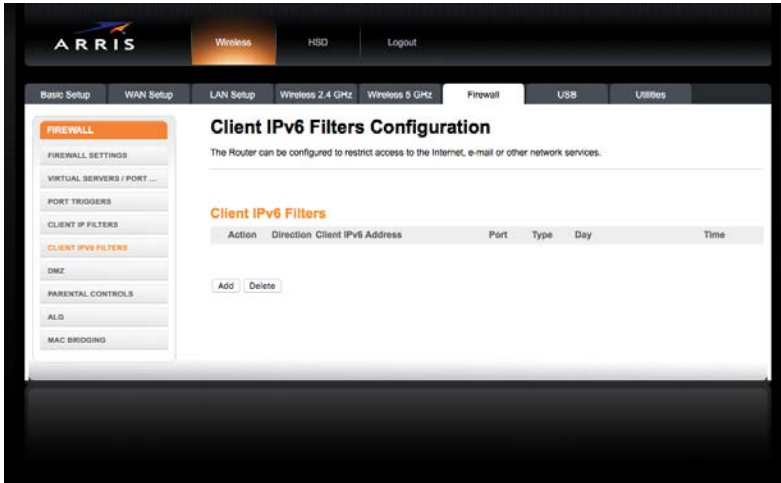 ARRIS
Wireless HSD Logout
Basic Setup WAN Setup LAN Setup Wireless 2.4 GHz Wireless 5 GHz Firewall USB Utilities
FIREWALL
FIREWALL SETTINGS
VIRTUAL SERVERS / PORT ...
PORT TRIGGERS
CLIENT IP FILTERS
CLIENT IPV6 FILTERS
DMZ
PARENTAL CONTROLS
ALG
MAC BRIDGING
Client IPv6 Filters Configuration
The Router can be configured to restrict access to the Internet, e-mail or other network services.
Client IPv6 Filters
Action Direction Client IPv6 Address Port Type Day Time
Add Delete